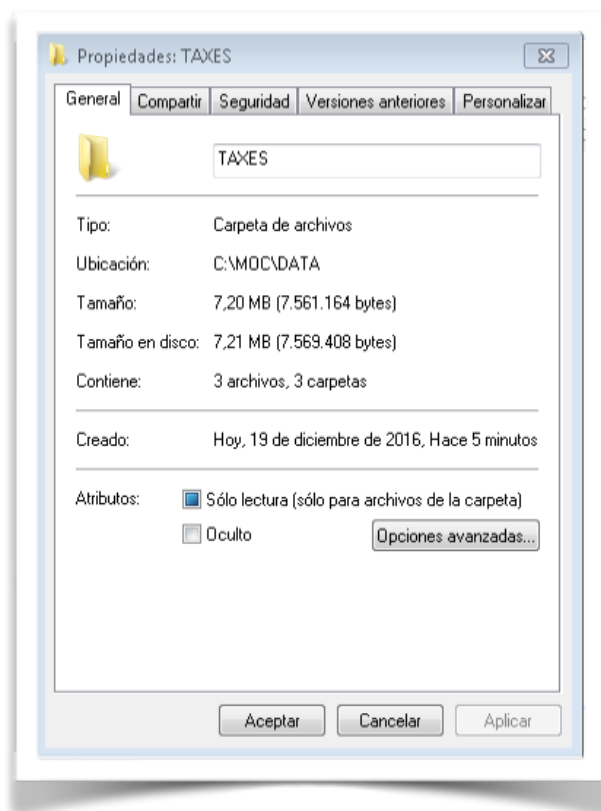 Propiedades: TAXES
General Compartir Seguridad Versiones anteriores Personalizar
TAXES
Tipo: Carpeta de archivos
Ubicación: C:\MOC\DATA
Tamaño: 7,20 MB (7.561.164 bytes)
Tamaño en disco: 7,21 MB (7.569.408 bytes)
Contiene: 3 archivos, 3 carpetas
Creado: Hoy, 19 de diciembre de 2016, Hace 5 minutos
Atributos: Sólo lectura (sólo para archivos de la carpeta)
Oculto Opciones avanzadas...
Aceptar Cancelar Aplicar